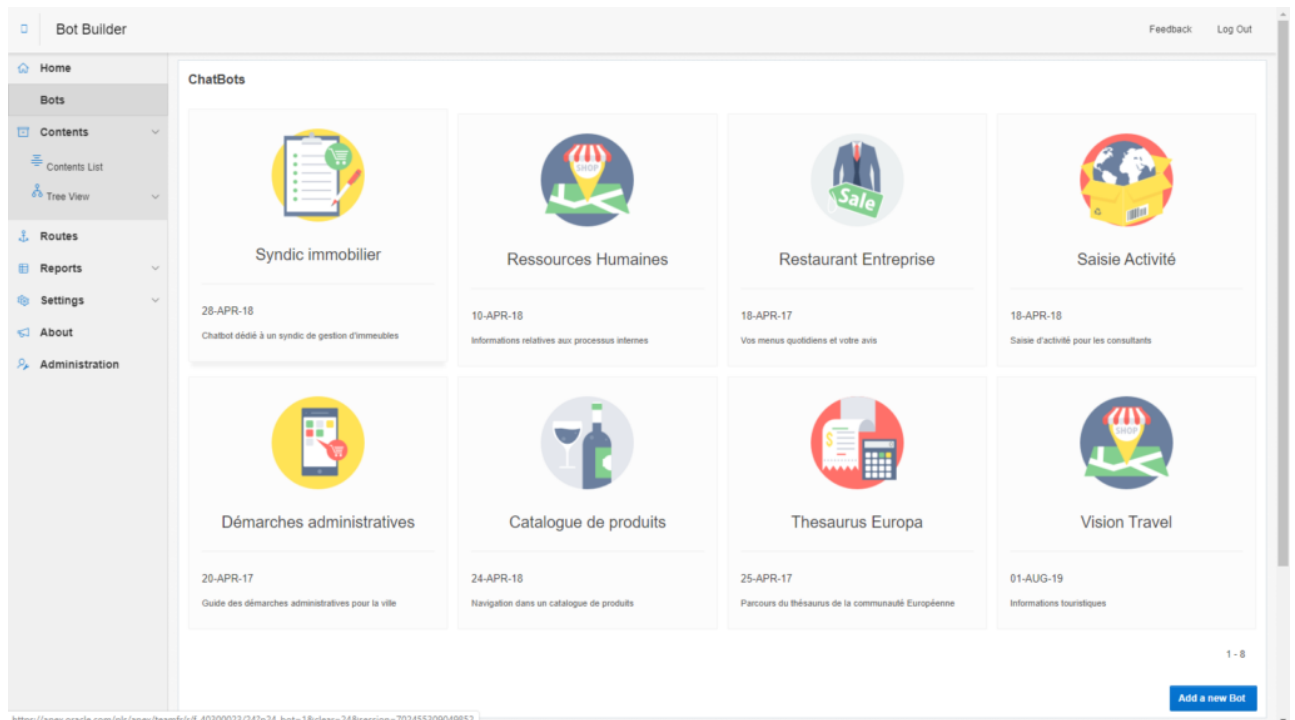 Bot Builder
Feedback
Log Out
Home
Bots
Contents
Contents List
Tree View
Routes
Reports
Settings
About
Administration
ChatBots
Syndic immobilier
28-APR-18
Chatbot dédié à un syndic de gestion d'immeubles
SHOP
Ressources Humaines
10-APR-18
Informations relatives aux processus internes
Sale
Restaurant Entreprise
18-APR-17
Vos menus quotidiens et votre avis
Saisie Activité
18-APR-18
Saisie d'activité pour les consultants
Démarches administratives
20-APR-17
Guide des démarches administratives pour la ville
Catalogue de produits
24-APR-18
Navigation dans un catalogue de produits
$
Thesaurus Europa
25-APR-17
Parcours du thésaurus de la communauté Européenne
SHOP
Vision Travel
01-AUG-19
Informations touristiques
1 - 8
Add a new Bot